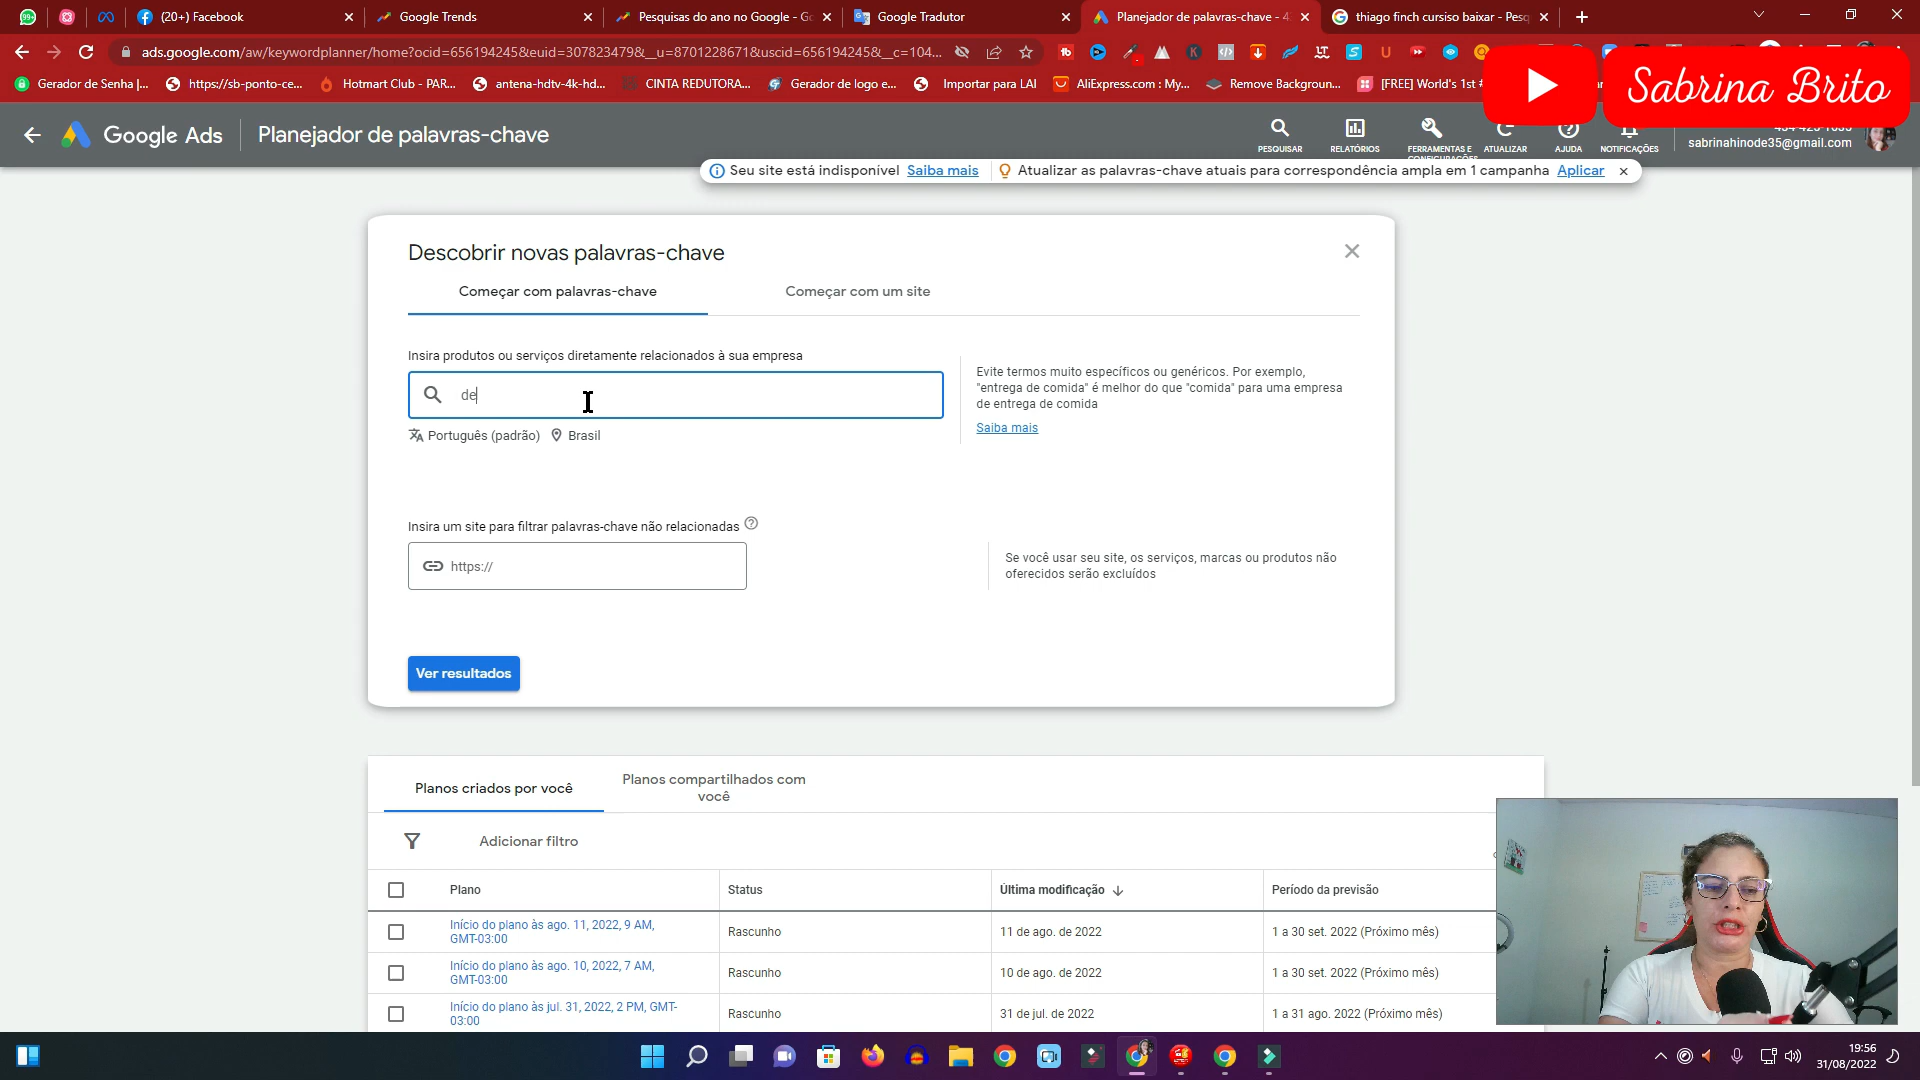 (20+) Facebook
Google Trends
Pesquisas do ano no Google - Go
Google Tradutor
Planejador de palavras-chave - 4
thiago finch cursiso baixar - Pesq
ads.google.com/aw/keywordplanner/home?ocid=656194245&euid=307823479&__u=8701228671&uscid=656194245&__c=104...
Gerador de Senha |...
https://sb-ponto-ce...
Hotmart Club - PAR...
antena-hdtv-4k-hd...
CINTA REDUTORA...
Gerador de logo e...
Importar para LAI
AliExpress.com : My...
Remove Backgroun...
[FREE] World's 1st #
Sabrina Brito
Google Ads
Planejador de palavras-chave
PESQUISAR
RELATÓRIOS
FERRAMENTAS E
CONFIGURAÇÕES
ATUALIZAR
AJUDA
NOTIFICAÇÕES
sabrinahinode35@gmail.com
Seu site está indisponível Saiba mais
Atualizar as palavras-chave atuais para correspondência ampla em 1 campanha Aplicar
Descobrir novas palavras-chave
Começar com palavras-chave
Começar com um site
Insira produtos ou serviços diretamente relacionados à sua empresa
de
Português (padrão)
Brasil
Evite termos muito específicos ou genéricos. Por exemplo,
"entrega de comida" é melhor do que "comida" para uma empresa
de entrega de comida
Saiba mais
Insira um site para filtrar palavras-chave não relacionadas
https://
Se você usar seu site, os serviços, marcas ou produtos não
oferecidos serão excluídos
Ver resultados
Planos criados por você
Planos compartilhados com
você
Adicionar filtro
Plano
Status
Última modificação
Período da previsão
Início do plano às ago. 11, 2022, 9 AM,
GMT-03:00
Rascunho
11 de ago. de 2022
1 a 30 set. 2022 (Próximo mês)
Início do plano às ago. 10, 2022, 7 AM,
GMT-03:00
Rascunho
10 de ago. de 2022
1 a 30 set. 2022 (Próximo mês)
Início do plano às jul. 31, 2022, 2 PM, GMT-
03:00
Rascunho
31 de jul. de 2022
1 a 31 ago. 2022 (Próximo mês)
19:56
31/08/2022